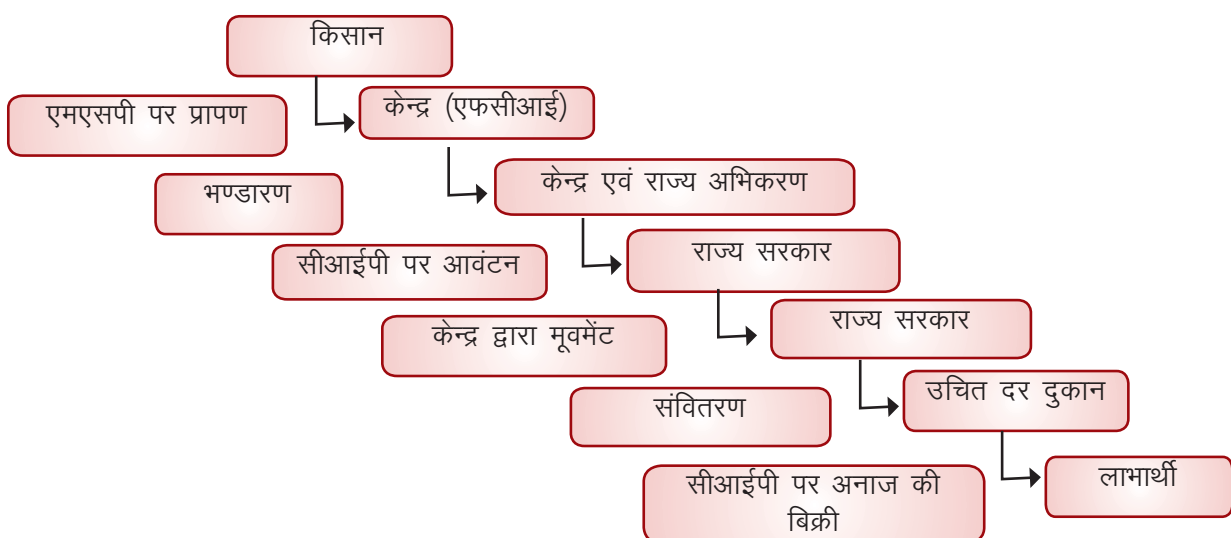 किसान
एमएसपी पर प्रापण
केन्द्र (एफसीआई)
भण्डारण
केन्द्र एवं राज्य अभिकरण
सीआईपी पर आवंटन
राज्य सरकार
केन्द्र द्वारा मूवमेंट
राज्य सरकार
संवितरण
उचित दर दुकान
सीआईपी पर अनाज की
बिक्री
लाभार्थी